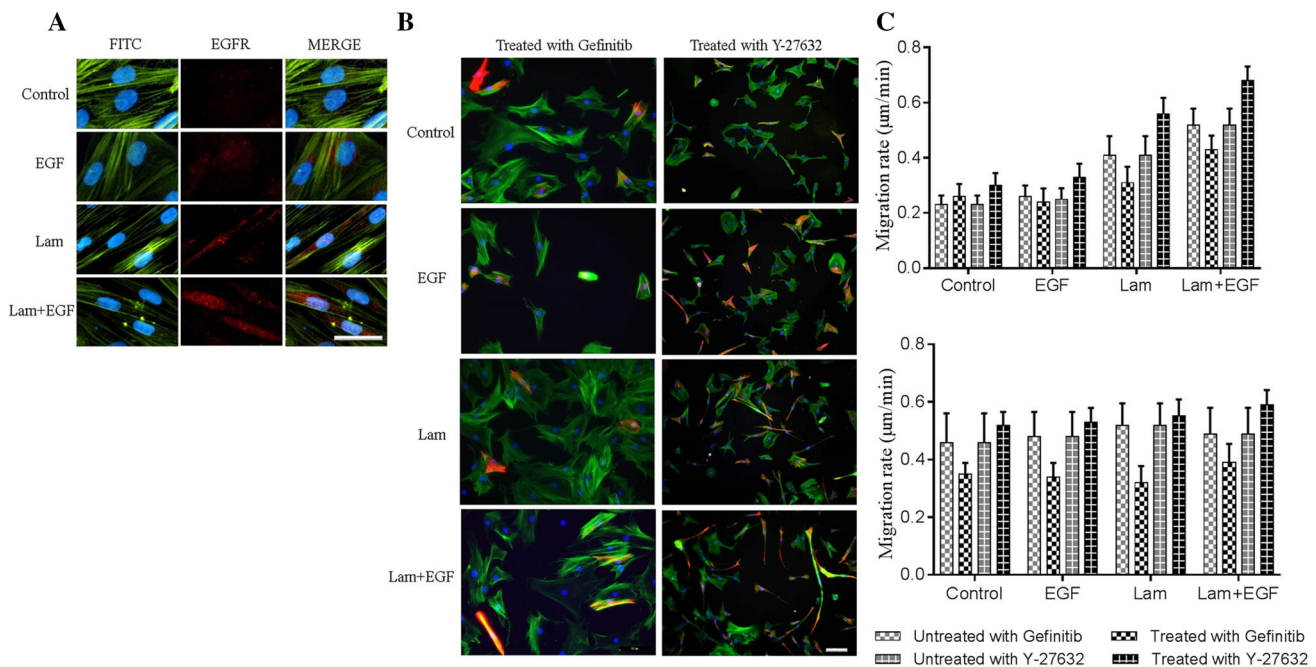 A
FITC EGFR MERGE
Control
EGF
Lam
Lam+EGF
B
Treated with Gefinitib Treated with Y-27632
Control
EGF
Lam
Lam+EGF
C
Migration rate (µm/min)
0.8
0.6
0.4
0.2
0.0
Control EGF Lam Lam+EGF
Migration rate (µm/min)
0.8
0.6
0.4
0.2
0.0
Control EGF Lam Lam+EGF
Untreated with Gefinitib Treated with Gefinitib
Untreated with Y-27632 Treated with Y-27632